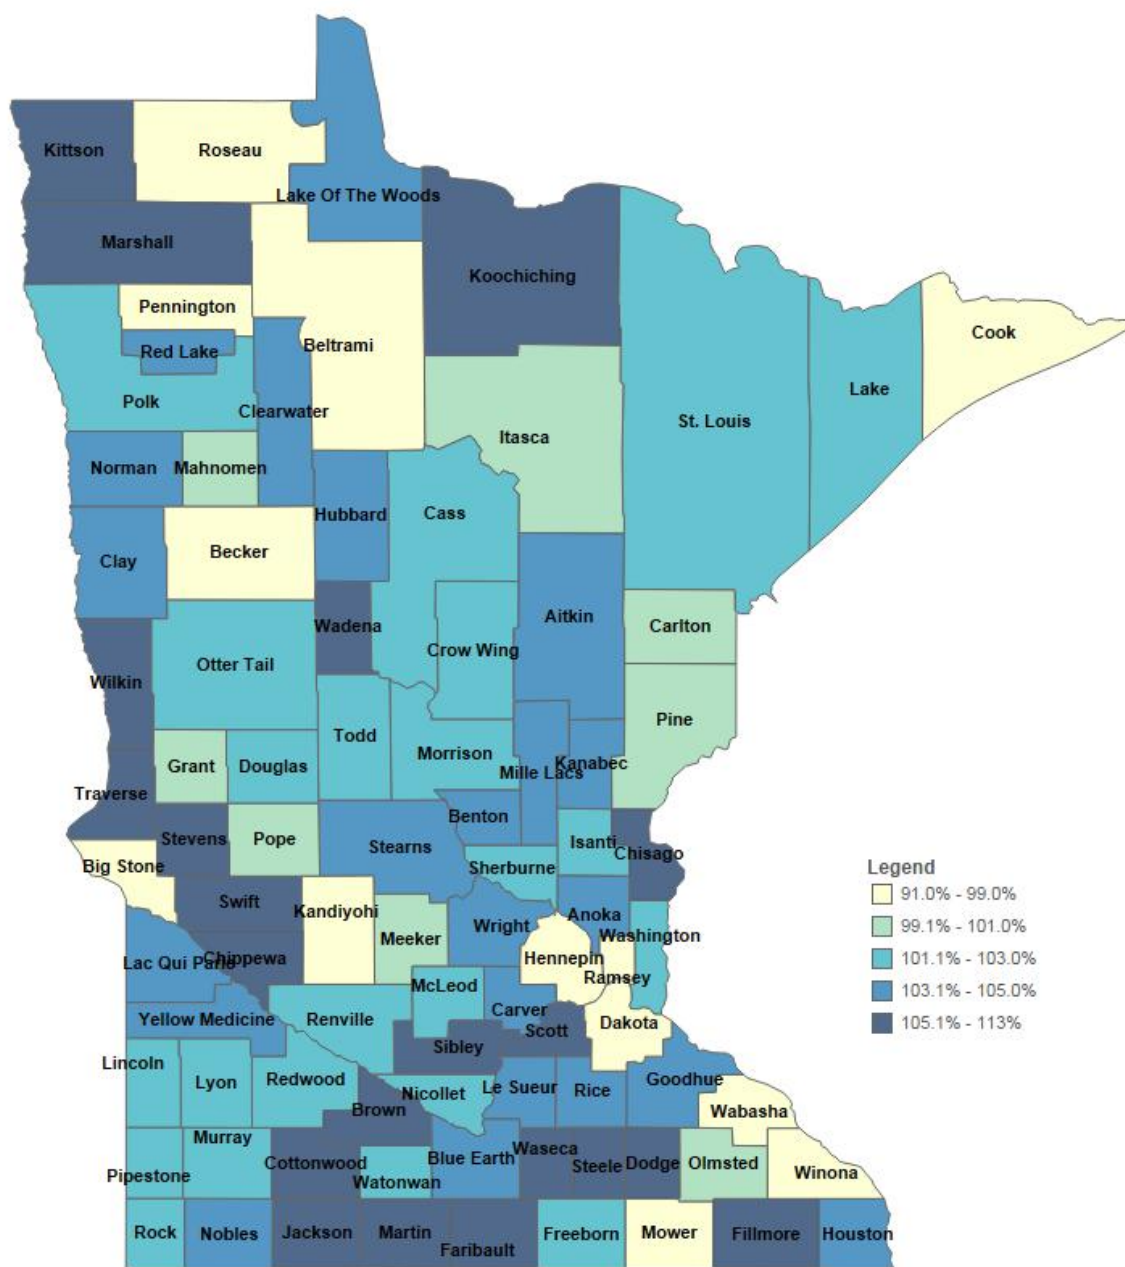 Kittson
Roseau
Lake Of The Woods
Marshall
Koochiching
Pennington
Cook
Red Lake
Beltrami
Polk
Clearwater
Lake
St. Louis
Itasca
Norman
Mahnomen
Hubbard
Cass
Clay
Becker
Aitkin
Wadena
Carlton
Crow Wing
Otter Tail
Wilkin
Pine
Todd
Morrison
Grant
Douglas
Mille Lacs
Kanabec
Traverse
Benton
Stevens
Pope
Stearns
Isanti
Chisago
Big Stone
Sherburne
Legend
91.0% - 99.0%
Swift
Kandiyohi
Anoka
99.1% - 101.0%
Meeker
Wright
Washington
101.1% - 103.0%
Lac Qui Parle
Chippewa
Hennepin
Ramsey
103.1% - 105.0%
McLeod
Yellow Medicine
Renville
Carver
Dakota
105.1% - 113%
Scott
Sibley
Lincoln
Lyon
Redwood
Nicollet
Le Sueur
Rice
Goodhue
Brown
Wabasha
Murray
Pipestone
Cottonwood
Watonwan
Blue Earth
Waseca
Steele
Dodge
Olmsted
Winona
Rock
Nobles
Jackson
Martin
Faribault
Freeborn
Mower
Fillmore
Houston